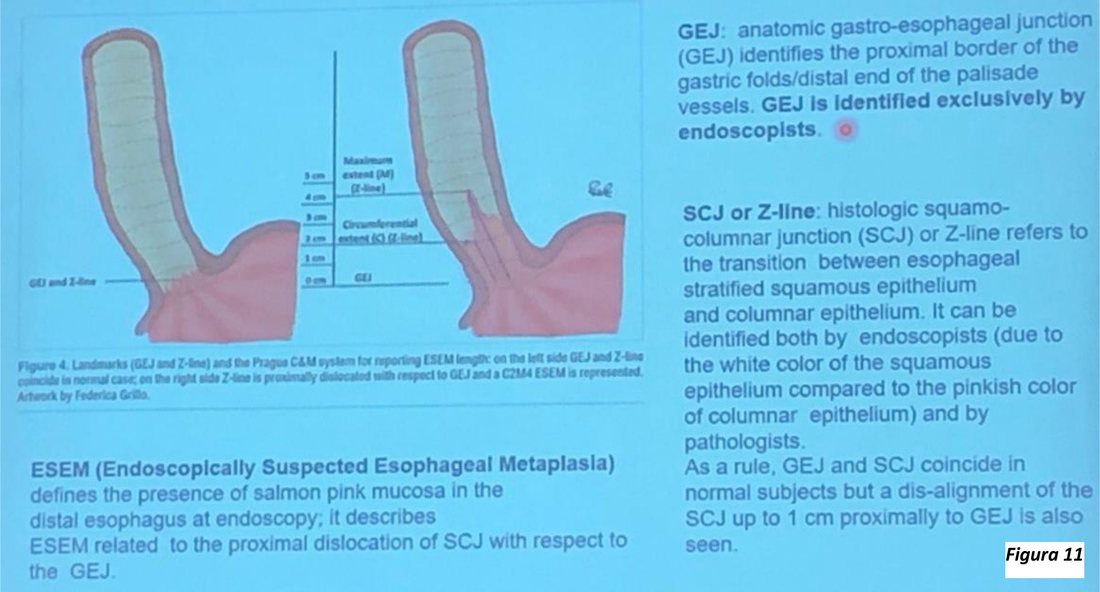 GEJ: anatomic gastro-esophageal junction
(GEJ) identifies the proximal border of the
gastric folds/distal end of the palisade
vessels. GEJ is identified exclusively by
endoscopists.
Maximum
extent (M)
(Z-line)
5 cm
4 cm
3 cm
2 cm
1 cm
0 cm
Circumferential
extent (C) (Z-line)
GEJ
GEJ and Z-line
Figure 4. Landmarks (GEJ and Z-line) and the Prague C&M system for reporting ESEM length: on the left side GEJ and Z-line
coincide in normal case; on the right side Z-line is proximally dislocated with respect to GEJ and a C2M4 ESEM is represented.
Artwork by Federica Grillo.
SCJ or Z-line: histologic squamo-
columnar junction (SCJ) or Z-line refers to
the transition between esophageal
stratified squamous epithelium
and columnar epithelium. It can be
identified both by endoscopists (due to
the white color of the squamous
epithelium compared to the pinkish color
of columnar epithelium) and by
pathologists.
As a rule, GEJ and SCJ coincide in
normal subjects but a dis-alignment of the
SCJ up to 1 cm proximally to GEJ is also
seen.
ESEM (Endoscopically Suspected Esophageal Metaplasia)
defines the presence of salmon pink mucosa in the
distal esophagus at endoscopy; it describes
ESEM related to the proximal dislocation of SCJ with respect to
the GEJ.
Figura 11